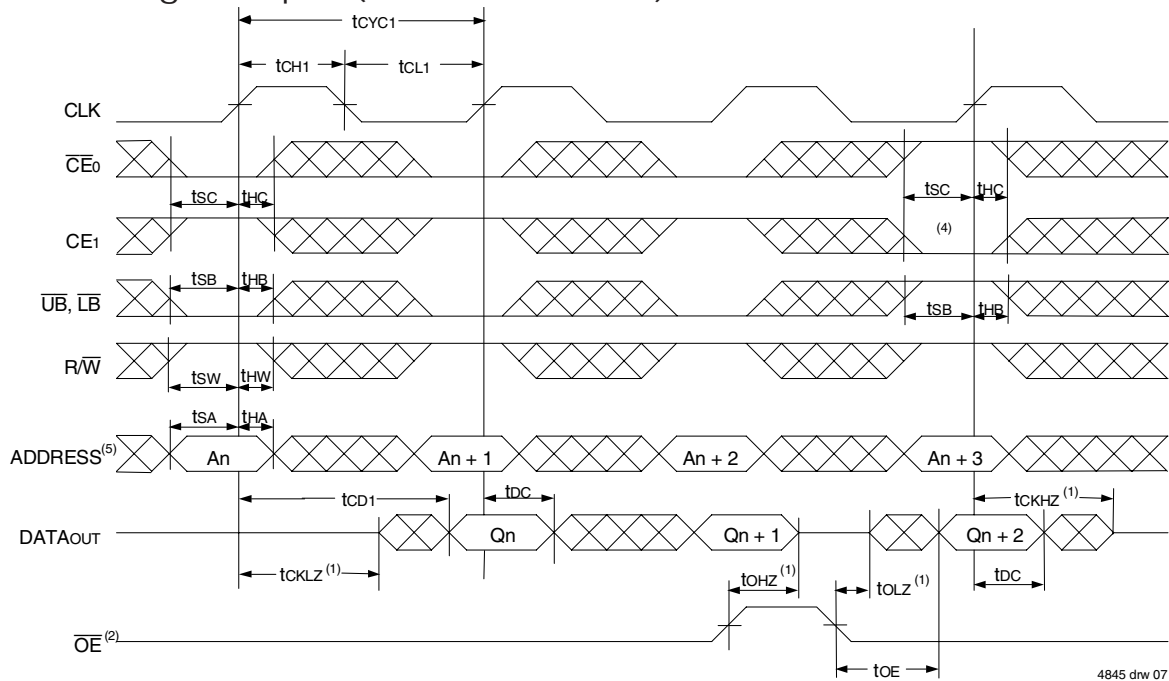 tCYC1
tCH1 tCL1
CLK
CE0
tSC tHC tSC tHC
CE1 (4)
tSB tHB
UB, LB
tSB tHB
R/W
tSW tHW
tSA tHA
ADDRESS(5) An An + 1 An + 2 An + 3
tCD1 tDC tCKHZ(1)
DATAOUT Qn Qn + 1 Qn + 2
tCKLZ(1) tOHZ(1) tOLZ(1) tDC
OE(2)
tOE
4845 drw 07